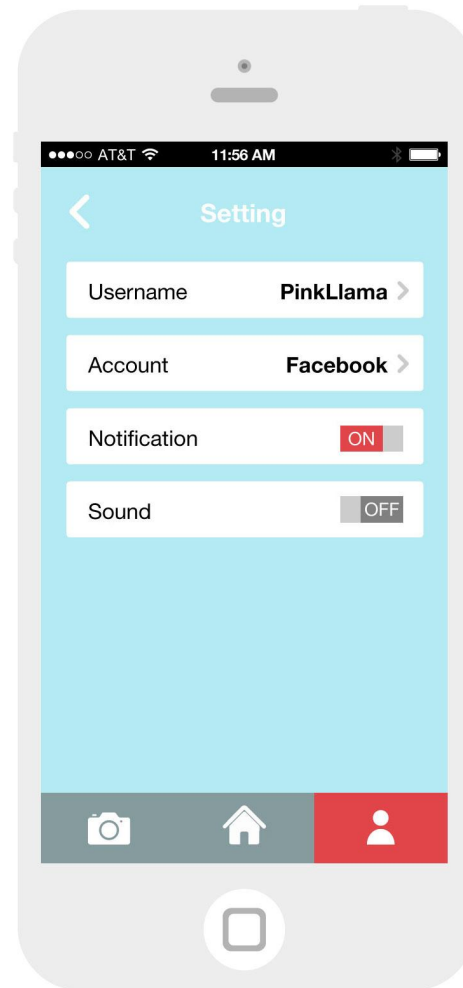 AT&T 11:56 AM
Setting
Username PinkLlama
Account Facebook
Notification ON
Sound OFF